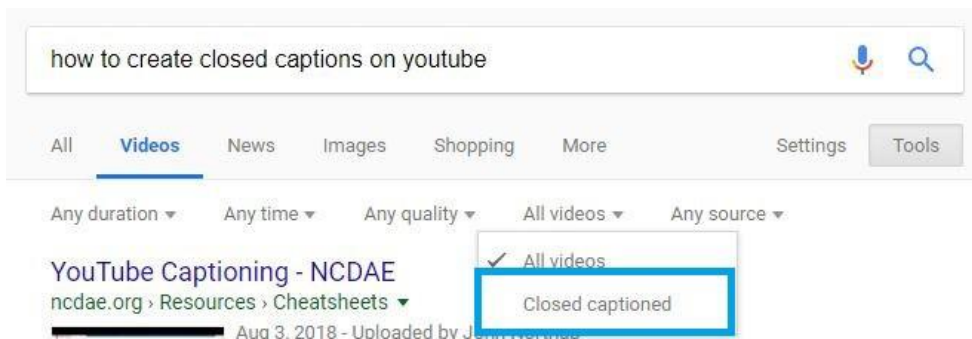 how to create closed captions on youtube
All Videos News Images Shopping More Settings Tools
Any duration Any time Any quality All videos Any source
All videos
YouTube Captioning - NCDAE
ncdae.org › Resources › Cheatsheets
Closed captioned
Aug 3, 2018 - Uploaded by John